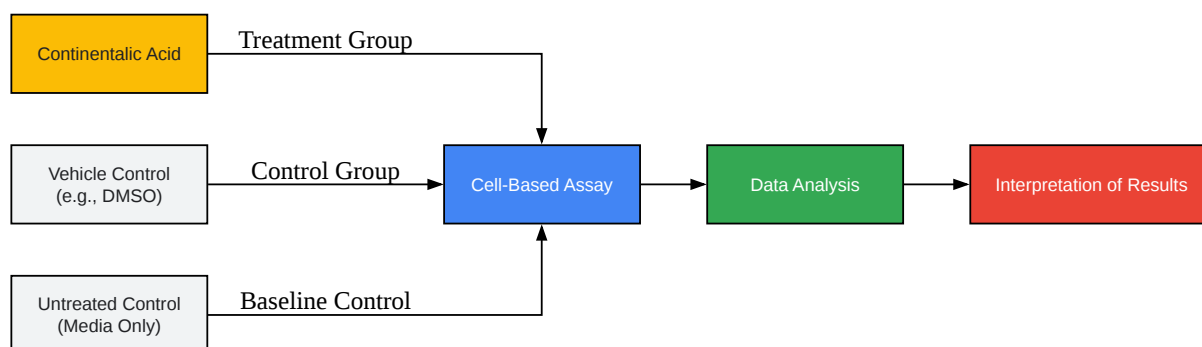 Continentalic Acid
Treatment Group
Vehicle Control
(e.g., DMSO)
Control Group
Cell-Based Assay
Data Analysis
Interpretation of Results
Untreated Control
(Media Only)
Baseline Control